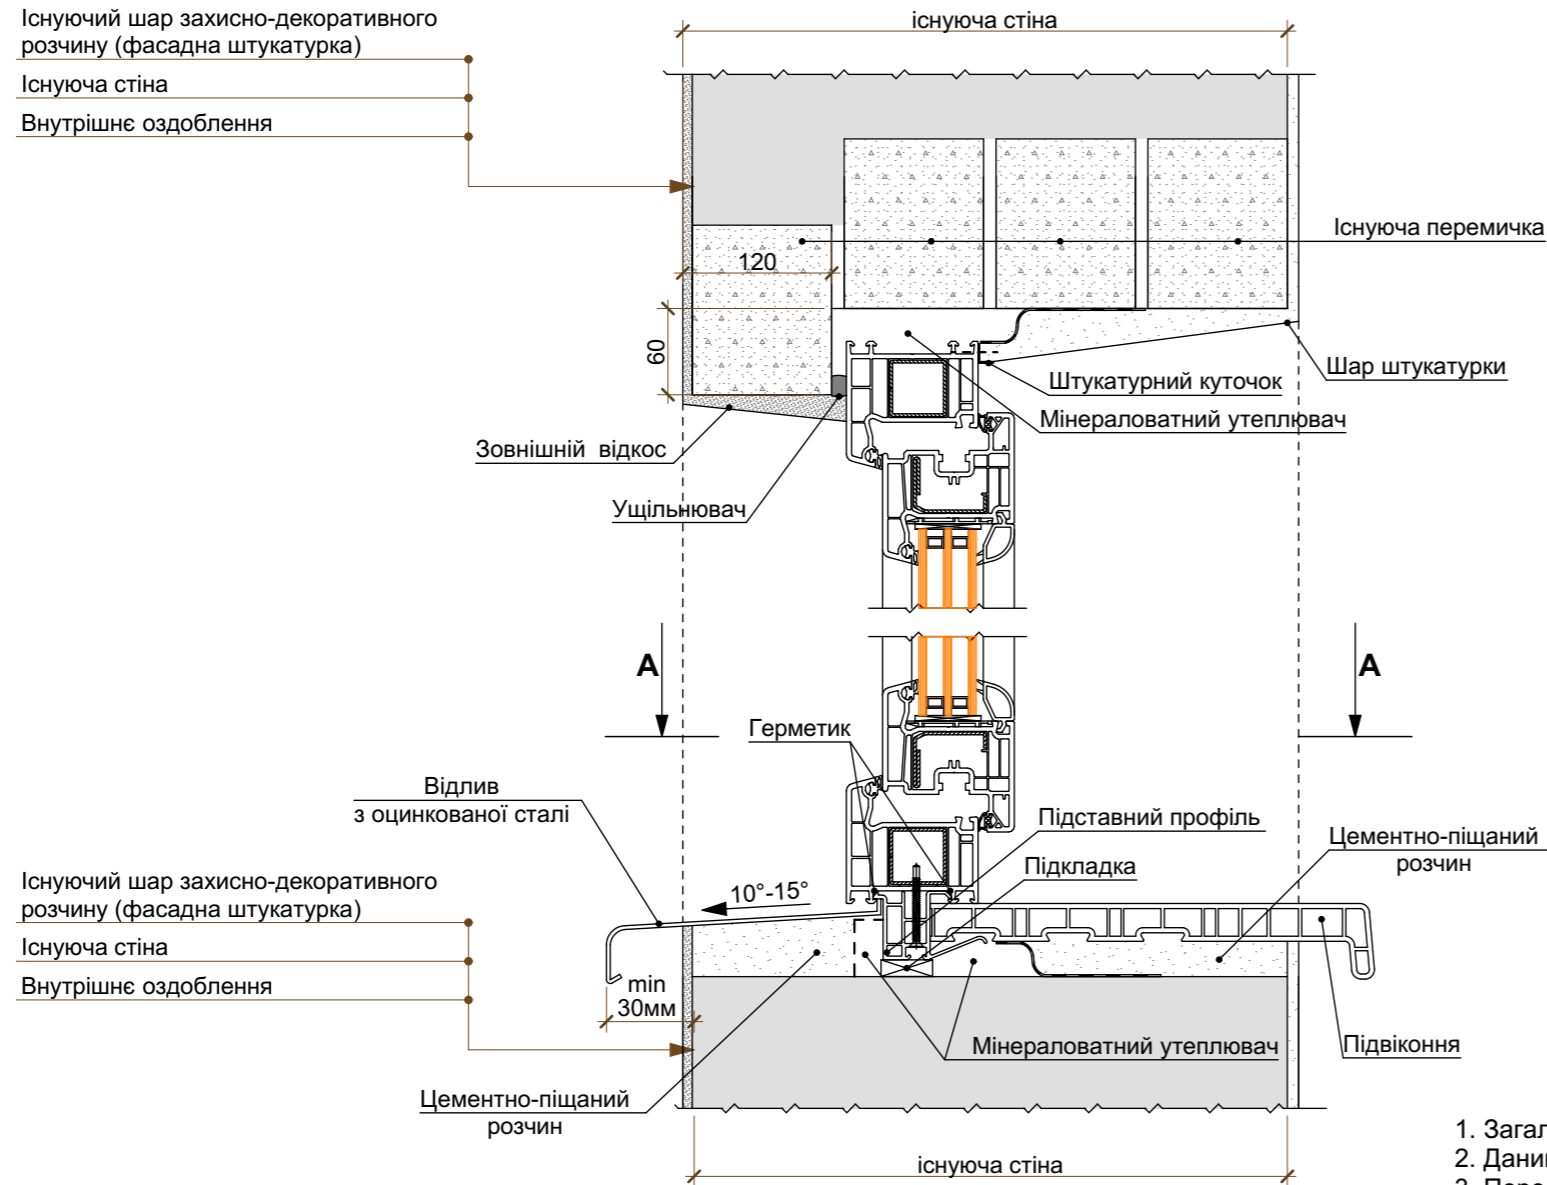 Існуючий шар захисно-декоративного
розчину (фасадна штукатурка)
Існуюча стіна
Внутрішнє оздоблення
існуюча стіна
Існуюча перемичка
120
60
Шар штукатурки
Штукатурний куточок
Мінераловатний утеплювач
Зовнішній відкос
Ущільнювач
А
А
Герметик
Відлив
з оцинкованої сталі
Підставний профіль
Підкладка
Цементно-піщаний
розчин
10°-15°
Існуючий шар захисно-декоративного
розчину (фасадна штукатурка)
Існуюча стіна
Внутрішнє оздоблення
min
30мм
Мінераловатний утеплювач
Підвіконня
Цементно-піщаний
розчин
існуюча стіна
1. Загал
2. Даний